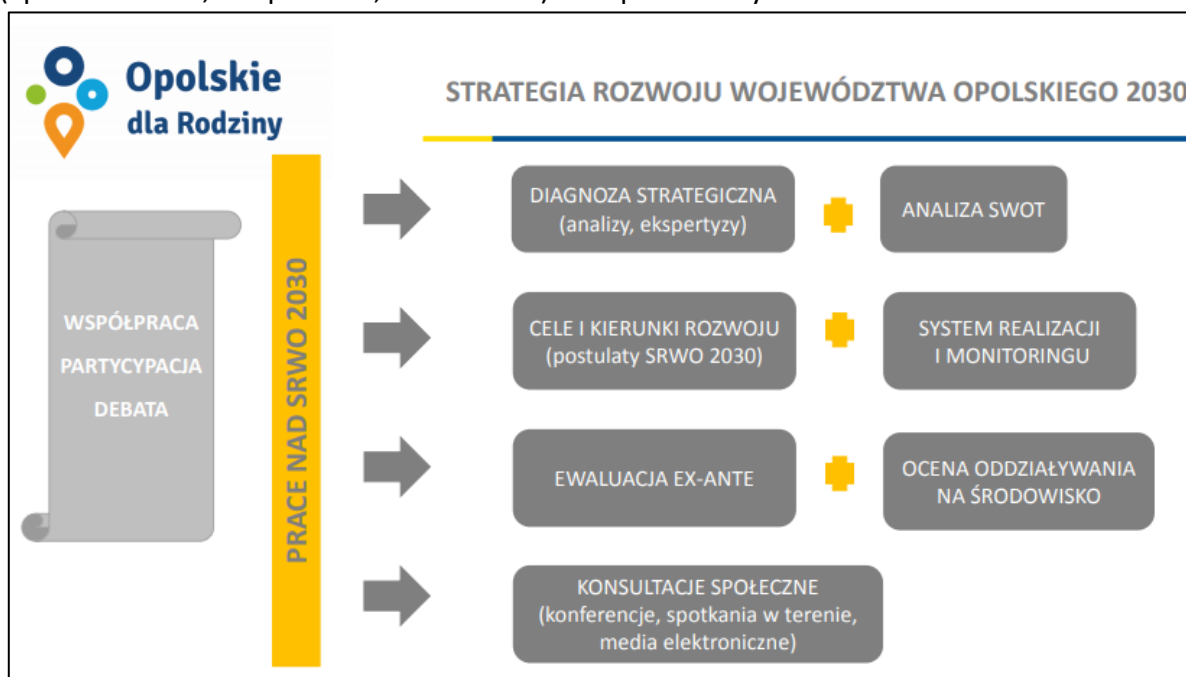 Opolskie
dla Rodziny
STRATEGIA ROZWOJU WOJEWÓDZTWA OPOLSKIEGO 2030
WSPÓŁPRACA
PARTYCYPACJA
DEBATA
PRACE NAD SRWO 2030
DIAGNOZA STRATEGICZNA
(analizy, ekspertyzy)
ANALIZA SWOT
CELE I KIERUNKI ROZWOJU
(postulaty SRWO 2030)
SYSTEM REALIZACJI
I MONITORINGU
EWALUACJA EX-ANTE
OCENA ODDZIAŁYWANIA
NA ŚRODOWISKO
KONSULTACJE SPOŁECZNE
(konferencje, spotkania w terenie,
media elektroniczne)